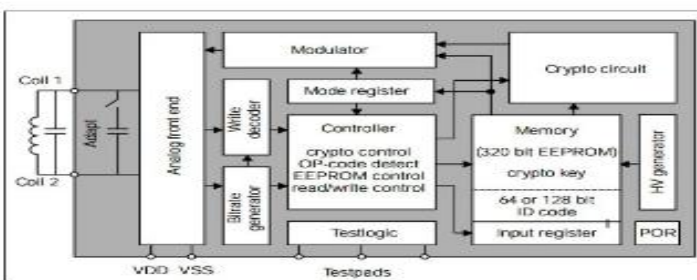 Modulator
Crypto circuit
Coil 1
Mode register
Adapt
Analog front end
Write
decoder
Controller
crypto control
OP-code detect
EEPROM control
read/write control
Memory
(320 bit EEPROM)
crypto key
64 or 128 bit
ID code
Input register
HV generator
Coil 2
Bitrate
generator
Testlogic
POR
VDD VSS
Testpads